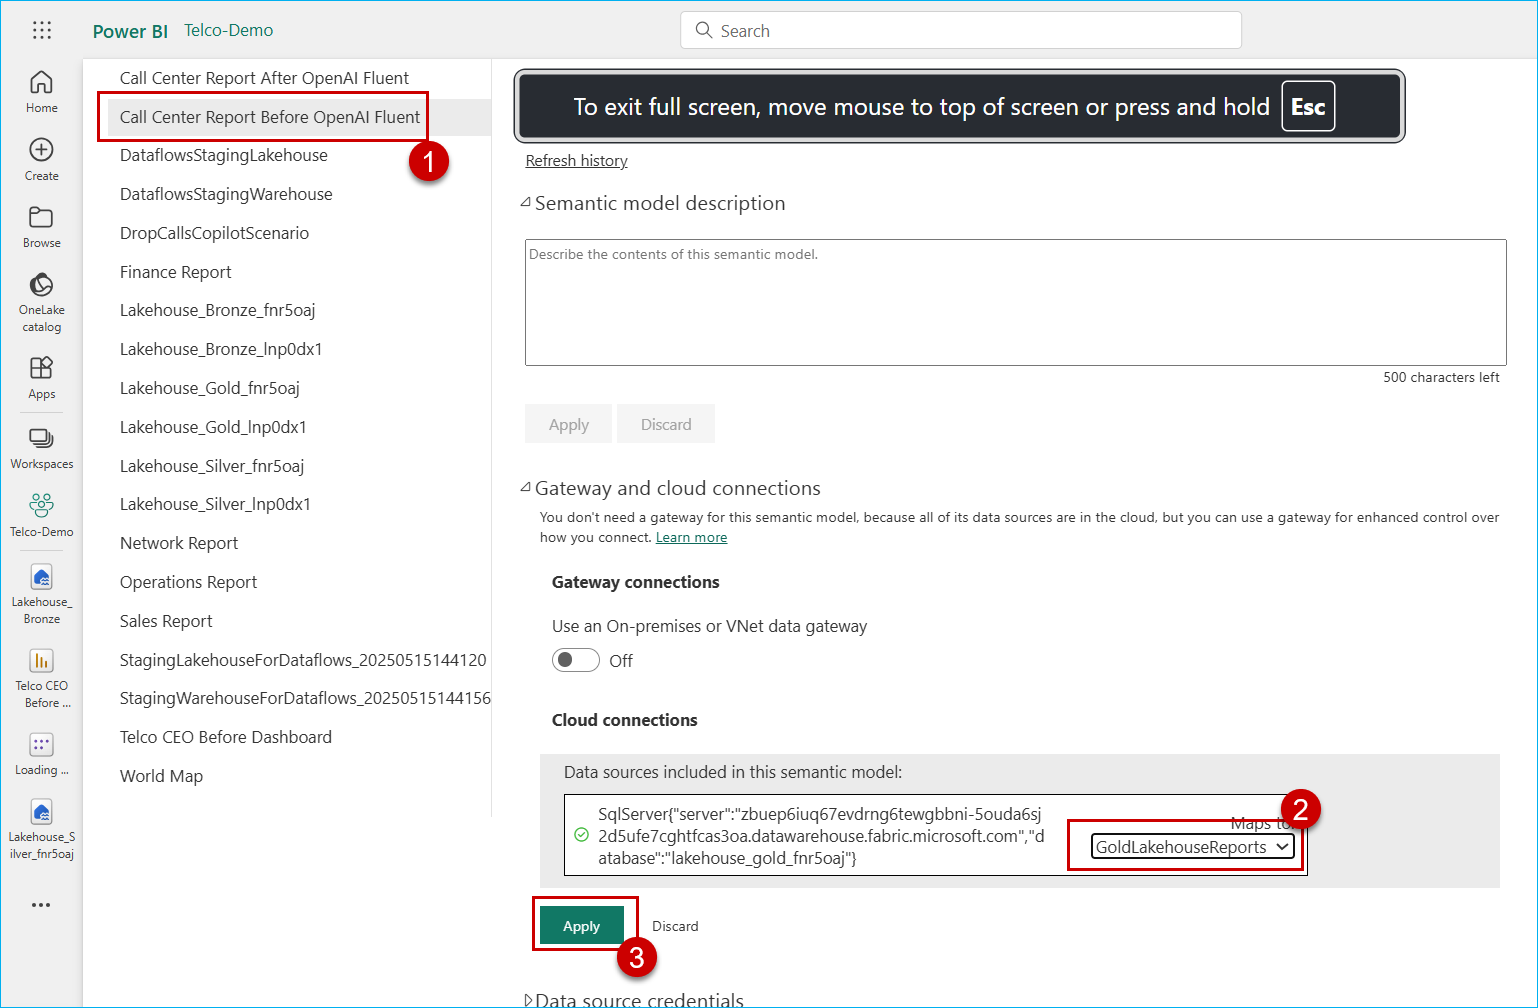 Power BI
Telco-Demo
Search
Home
Create
Browse
OneLake
catalog
Apps
Workspaces
Telco-Demo
Lakehouse_
Bronze
Telco CEO
Before ...
Loading ...
Lakehouse_S
ilver_fnr5oaj
Call Center Report After OpenAI Fluent
Call Center Report Before OpenAI Fluent
1
DataflowsStagingLakehouse
DataflowsStagingWarehouse
DropCallsCopilotScenario
Finance Report
Lakehouse_Bronze_fnr5oaj
Lakehouse_Bronze_lnp0dx1
Lakehouse_Gold_fnr5oaj
Lakehouse_Gold_lnp0dx1
Lakehouse_Silver_fnr5oaj
Lakehouse_Silver_lnp0dx1
Network Report
Operations Report
Sales Report
StagingLakehouseForDataflows_20250515144120
StagingWarehouseForDataflows_20250515144156
Telco CEO Before Dashboard
World Map
To exit full screen, move mouse to top of screen or press and hold Esc
Refresh history
Semantic model description
Describe the contents of this semantic model.
500 characters left
Apply
Discard
Gateway and cloud connections
You don't need a gateway for this semantic model, because all of its data sources are in the cloud, but you can use a gateway for enhanced control over
how you connect. Learn more
Gateway connections
Use an On-premises or VNet data gateway
Off
Cloud connections
Data sources included in this semantic model:
SqlServer{"server":"zbuep6iuq67evdrng6tewgbbni-5ouda6sj
2d5ufe7cghtfcas3oa.datawarehouse.fabric.microsoft.com","d
atabase":"lakehouse_gold_fnr5oaj"}
2
Maps to:
GoldLakehouseReports
Apply
Discard
3
Data source credentials